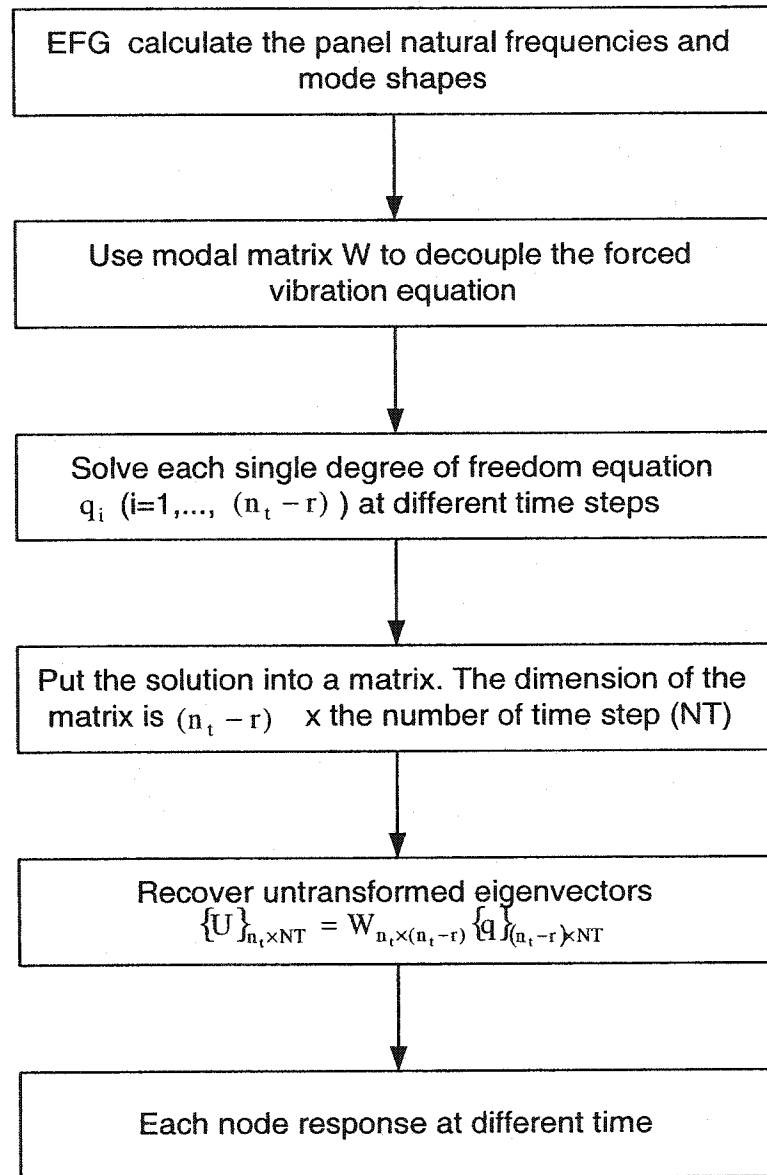 EFG calculate the panel natural frequencies and
mode shapes
Use modal matrix W to decouple the forced
vibration equation
Solve each single degree of freedom equation
q_i (i=1,..., (n_t − r) ) at different time steps
Put the solution into a matrix. The dimension of the
matrix is (n_t − r) x the number of time step (NT)
Recover untransformed eigenvectors
{U}_{n_t×NT} = W_{n_t×(n_t−r)} {q}_{(n_t−r)×NT}
Each node response at different time